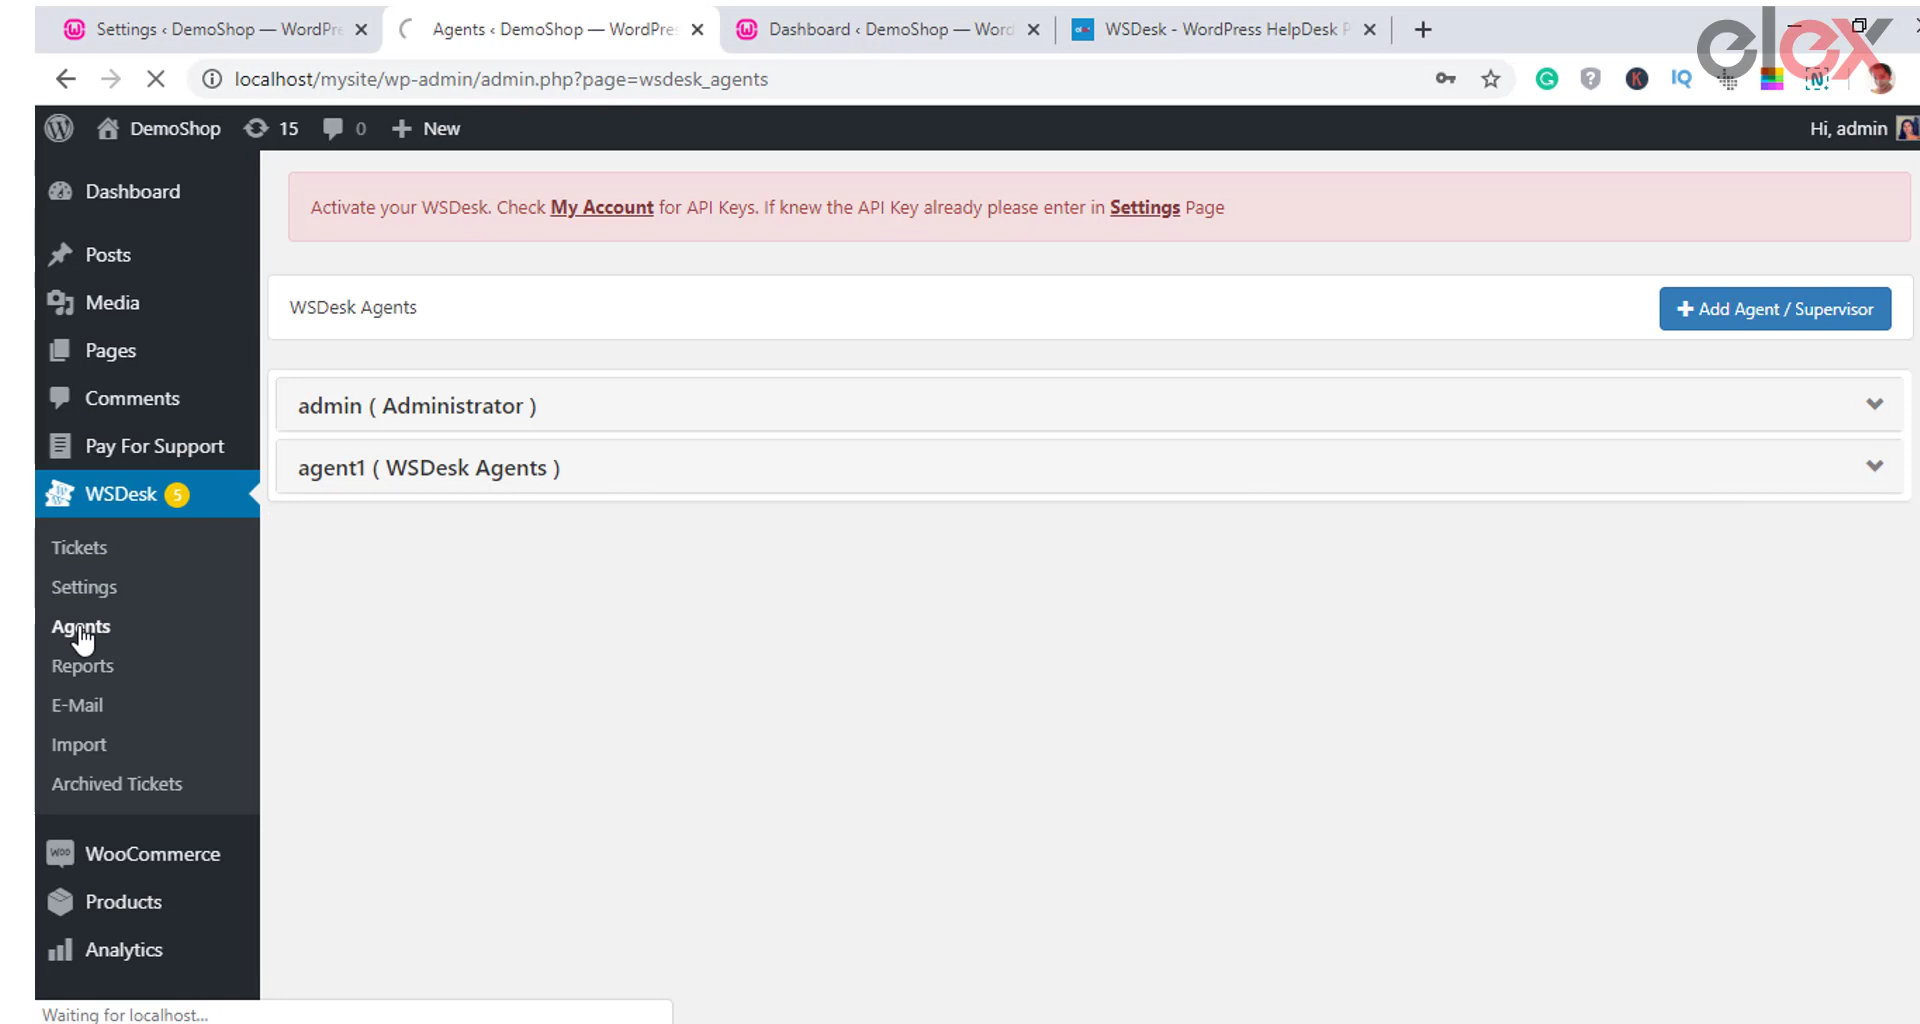 Settings ‹ DemoShop — WordPre
Agents ‹ DemoShop — WordPres
Dashboard ‹ DemoShop — Word
WSDesk - WordPress HelpDesk P
elex
localhost/mysite/wp-admin/admin.php?page=wsdesk_agents
IQ
DemoShop
15
0
New
Hi, admin
Dashboard
Posts
Media
Pages
Comments
Pay For Support
WSDesk 5
Tickets
Settings
Agents
Reports
E-Mail
Import
Archived Tickets
WooCommerce
Products
Analytics
Activate your WSDesk. Check My Account for API Keys. If knew the API Key already please enter in Settings Page
WSDesk Agents
Add Agent / Supervisor
admin ( Administrator )
agent1 ( WSDesk Agents )
Waiting for localhost...